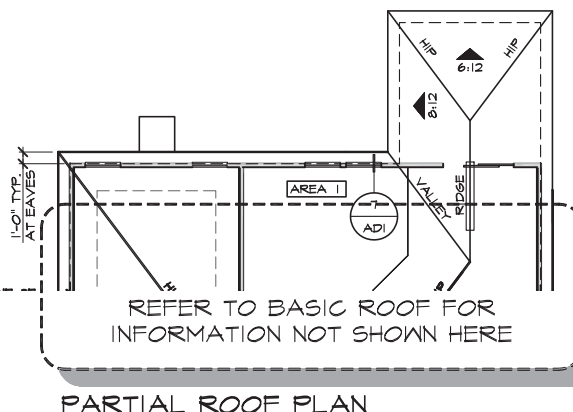 HIP
HIP
6:12
8:12
1'-0" TYP.
AT EAVES
AREA 1
7
AD1
VALLEY
RIDGE
REFER TO BASIC ROOF FOR
INFORMATION NOT SHOWN HERE
PARTIAL ROOF PLAN